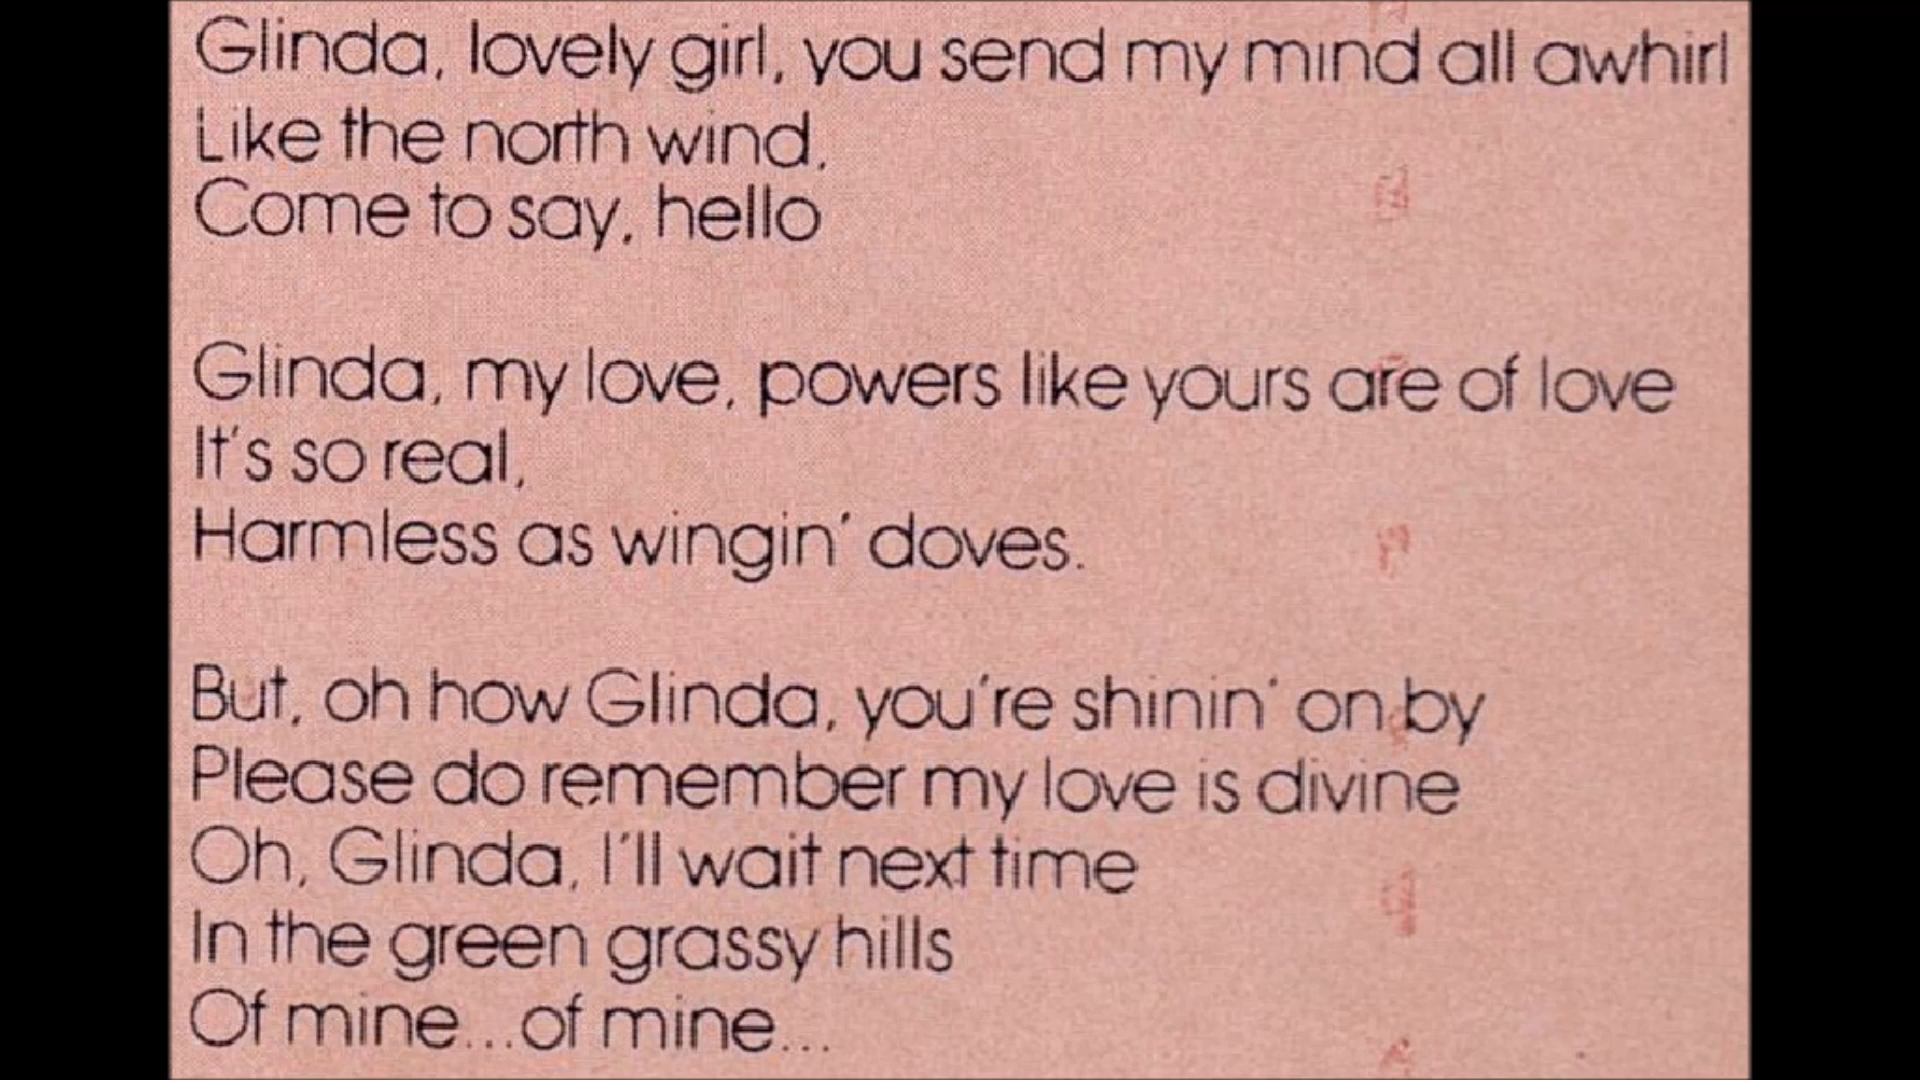 Glinda, lovely girl, you send my mind all awhirl
Like the north wind,
Come to say, hello
Glinda, my love, powers like yours are of love
It's so real,
Harmless as wingin' doves.
But, oh how Glinda, you're shinin' on by
Please do remember my love is divine
Oh, Glinda, I'll wait next time
In the green grassy hills
Of mine...of mine...